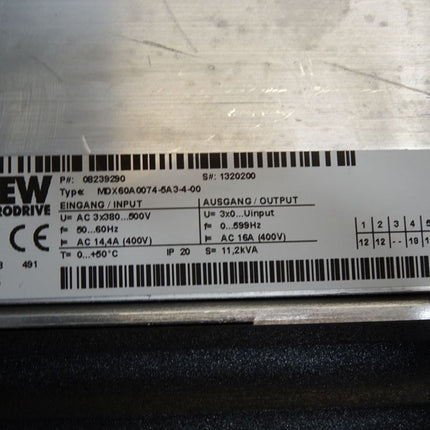 EW
RODRIVE
P#: 08239290 S#: 1320200
Type: MDX60A0074-5A3-4-00
EINGANG / INPUT AUSGANG / OUTPUT
U= AC 3x380...500V U= 3x0...Uinput
f= 50...60Hz f= 0...599Hz
I= AC 14,4A (400V) I= AC 16A (400V)
T= 0...+50°C IP 20 S= 11,2kVA
CE
491
1 2 3 4 5
12 12 -- 10